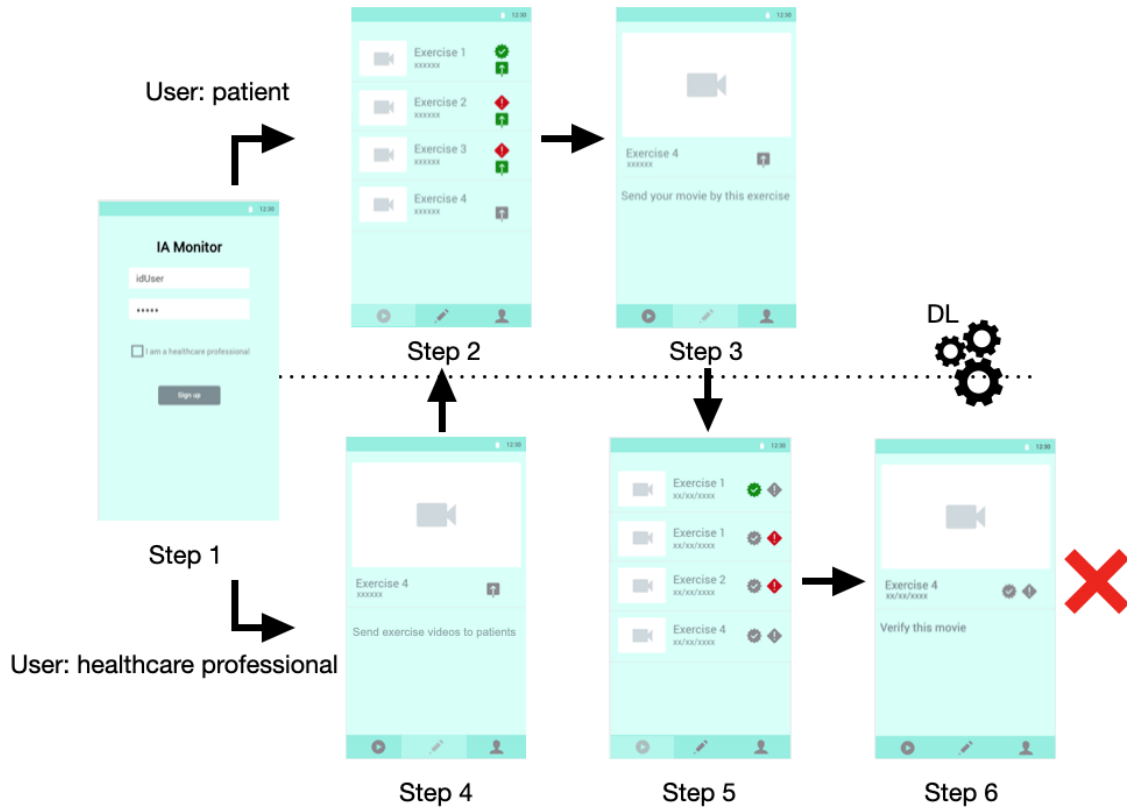 12:30
Exercise 1
xxxxxx
Exercise 2
xxxxxx
Exercise 3
xxxxxx
Exercise 4
xxxxxx
Step 2
12:30
Exercise 4
xxxxxx
Send your movie by this exercise
Step 3
User: patient
12:30
IA Monitor
idUser
*****
I am a healthcare professional
Sign up
Step 1
DL
User: healthcare professional
12:30
Exercise 4
xxxxxx
Send exercise videos to patients
Step 4
12:30
Exercise 1
xx/xx/xxxx
Exercise 1
xx/xx/xxxx
Exercise 2
xx/xx/xxxx
Exercise 4
xx/xx/xxxx
Step 5
12:30
Exercise 4
xx/xx/xxxx
Verify this movie
Step 6